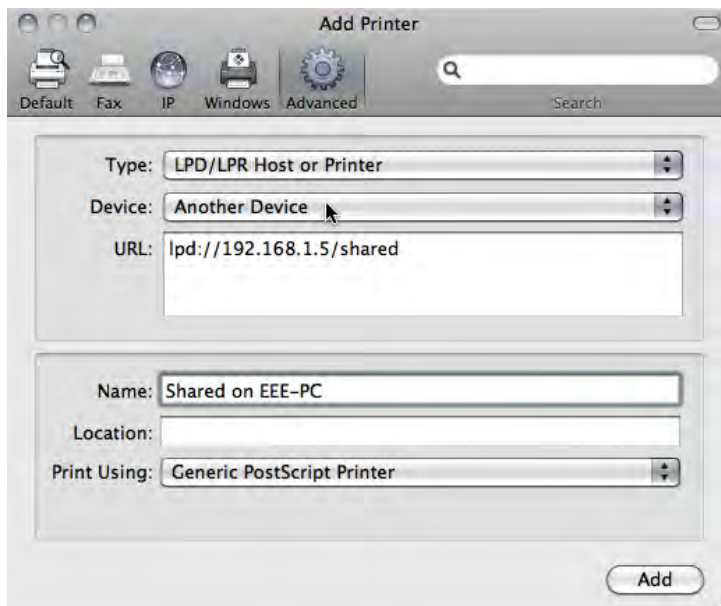 Add Printer
Default Fax IP Windows Advanced Search
Type: LPD/LPR Host or Printer
Device: Another Device
URL: lpd://192.168.1.5/shared
Name: Shared on EEE-PC
Location:
Print Using: Generic PostScript Printer
Add